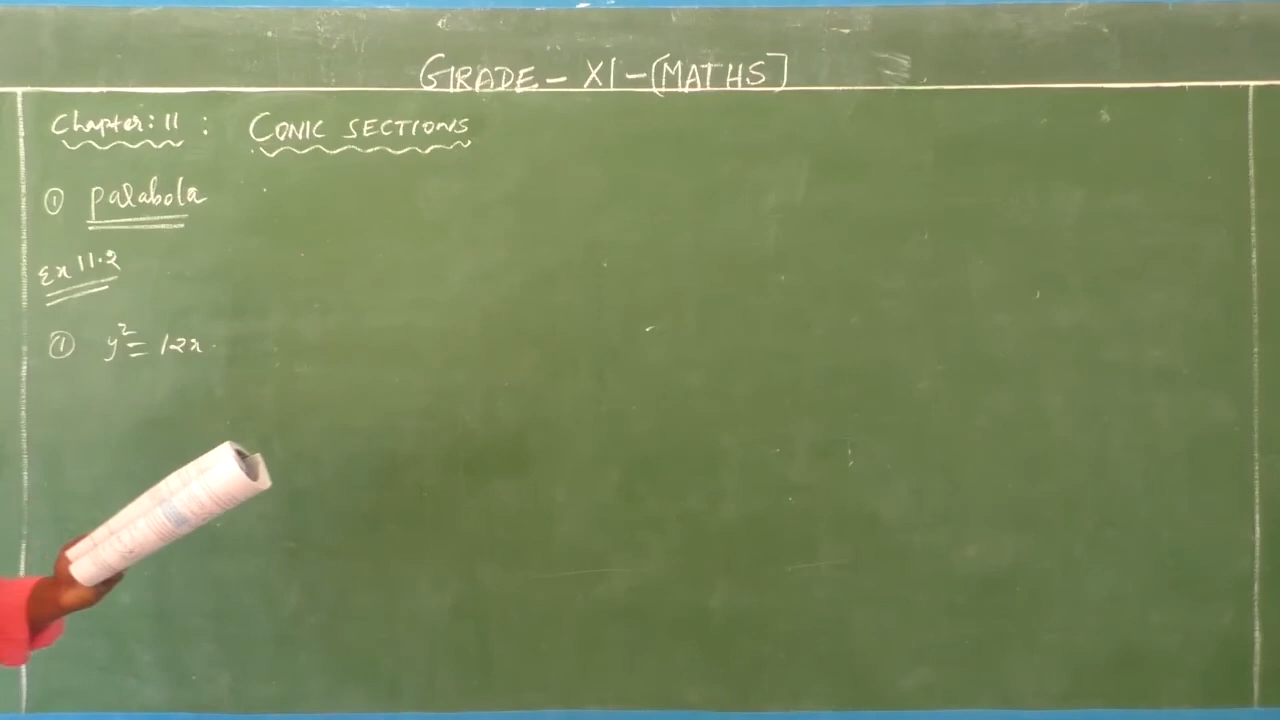 GRADE - XI - [MATHS]
Chapter: 11 : CONIC SECTIONS
① parabola
Ex 11.2
① y² = 12x.